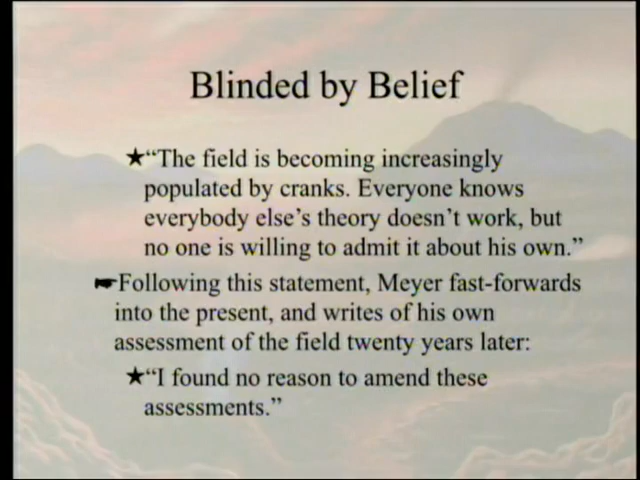 Blinded by Belief
★“The field is becoming increasingly
populated by cranks. Everyone knows
everybody else’s theory doesn’t work, but
no one is willing to admit it about his own.”
☛Following this statement, Meyer fast-forwards
into the present, and writes of his own
assessment of the field twenty years later:
★“I found no reason to amend these
assessments.”